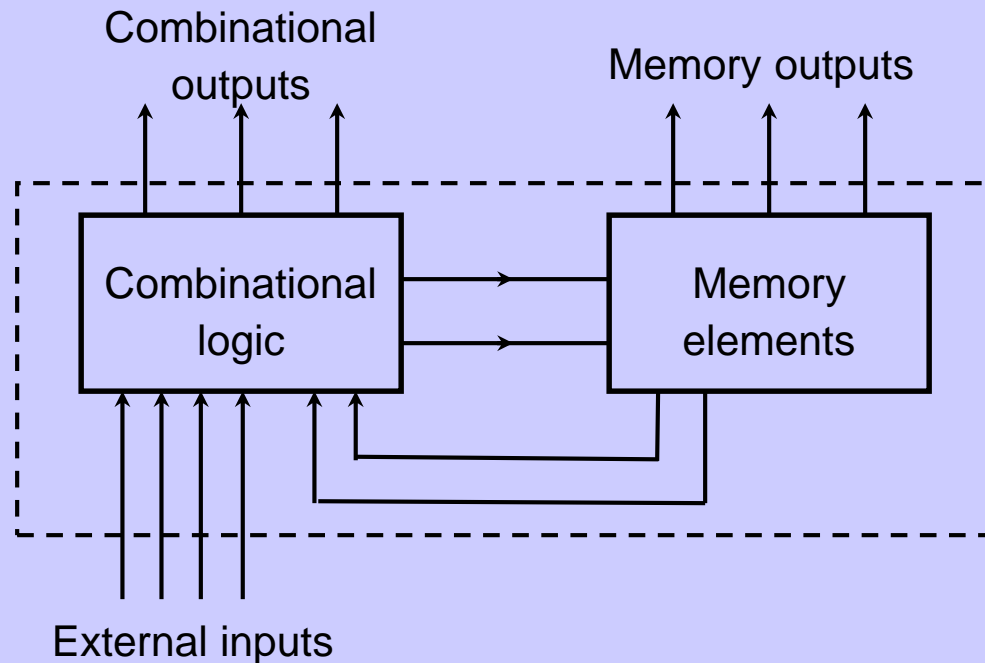 Combinational
outputs
Memory outputs
Combinational
logic
Memory
elements
External inputs